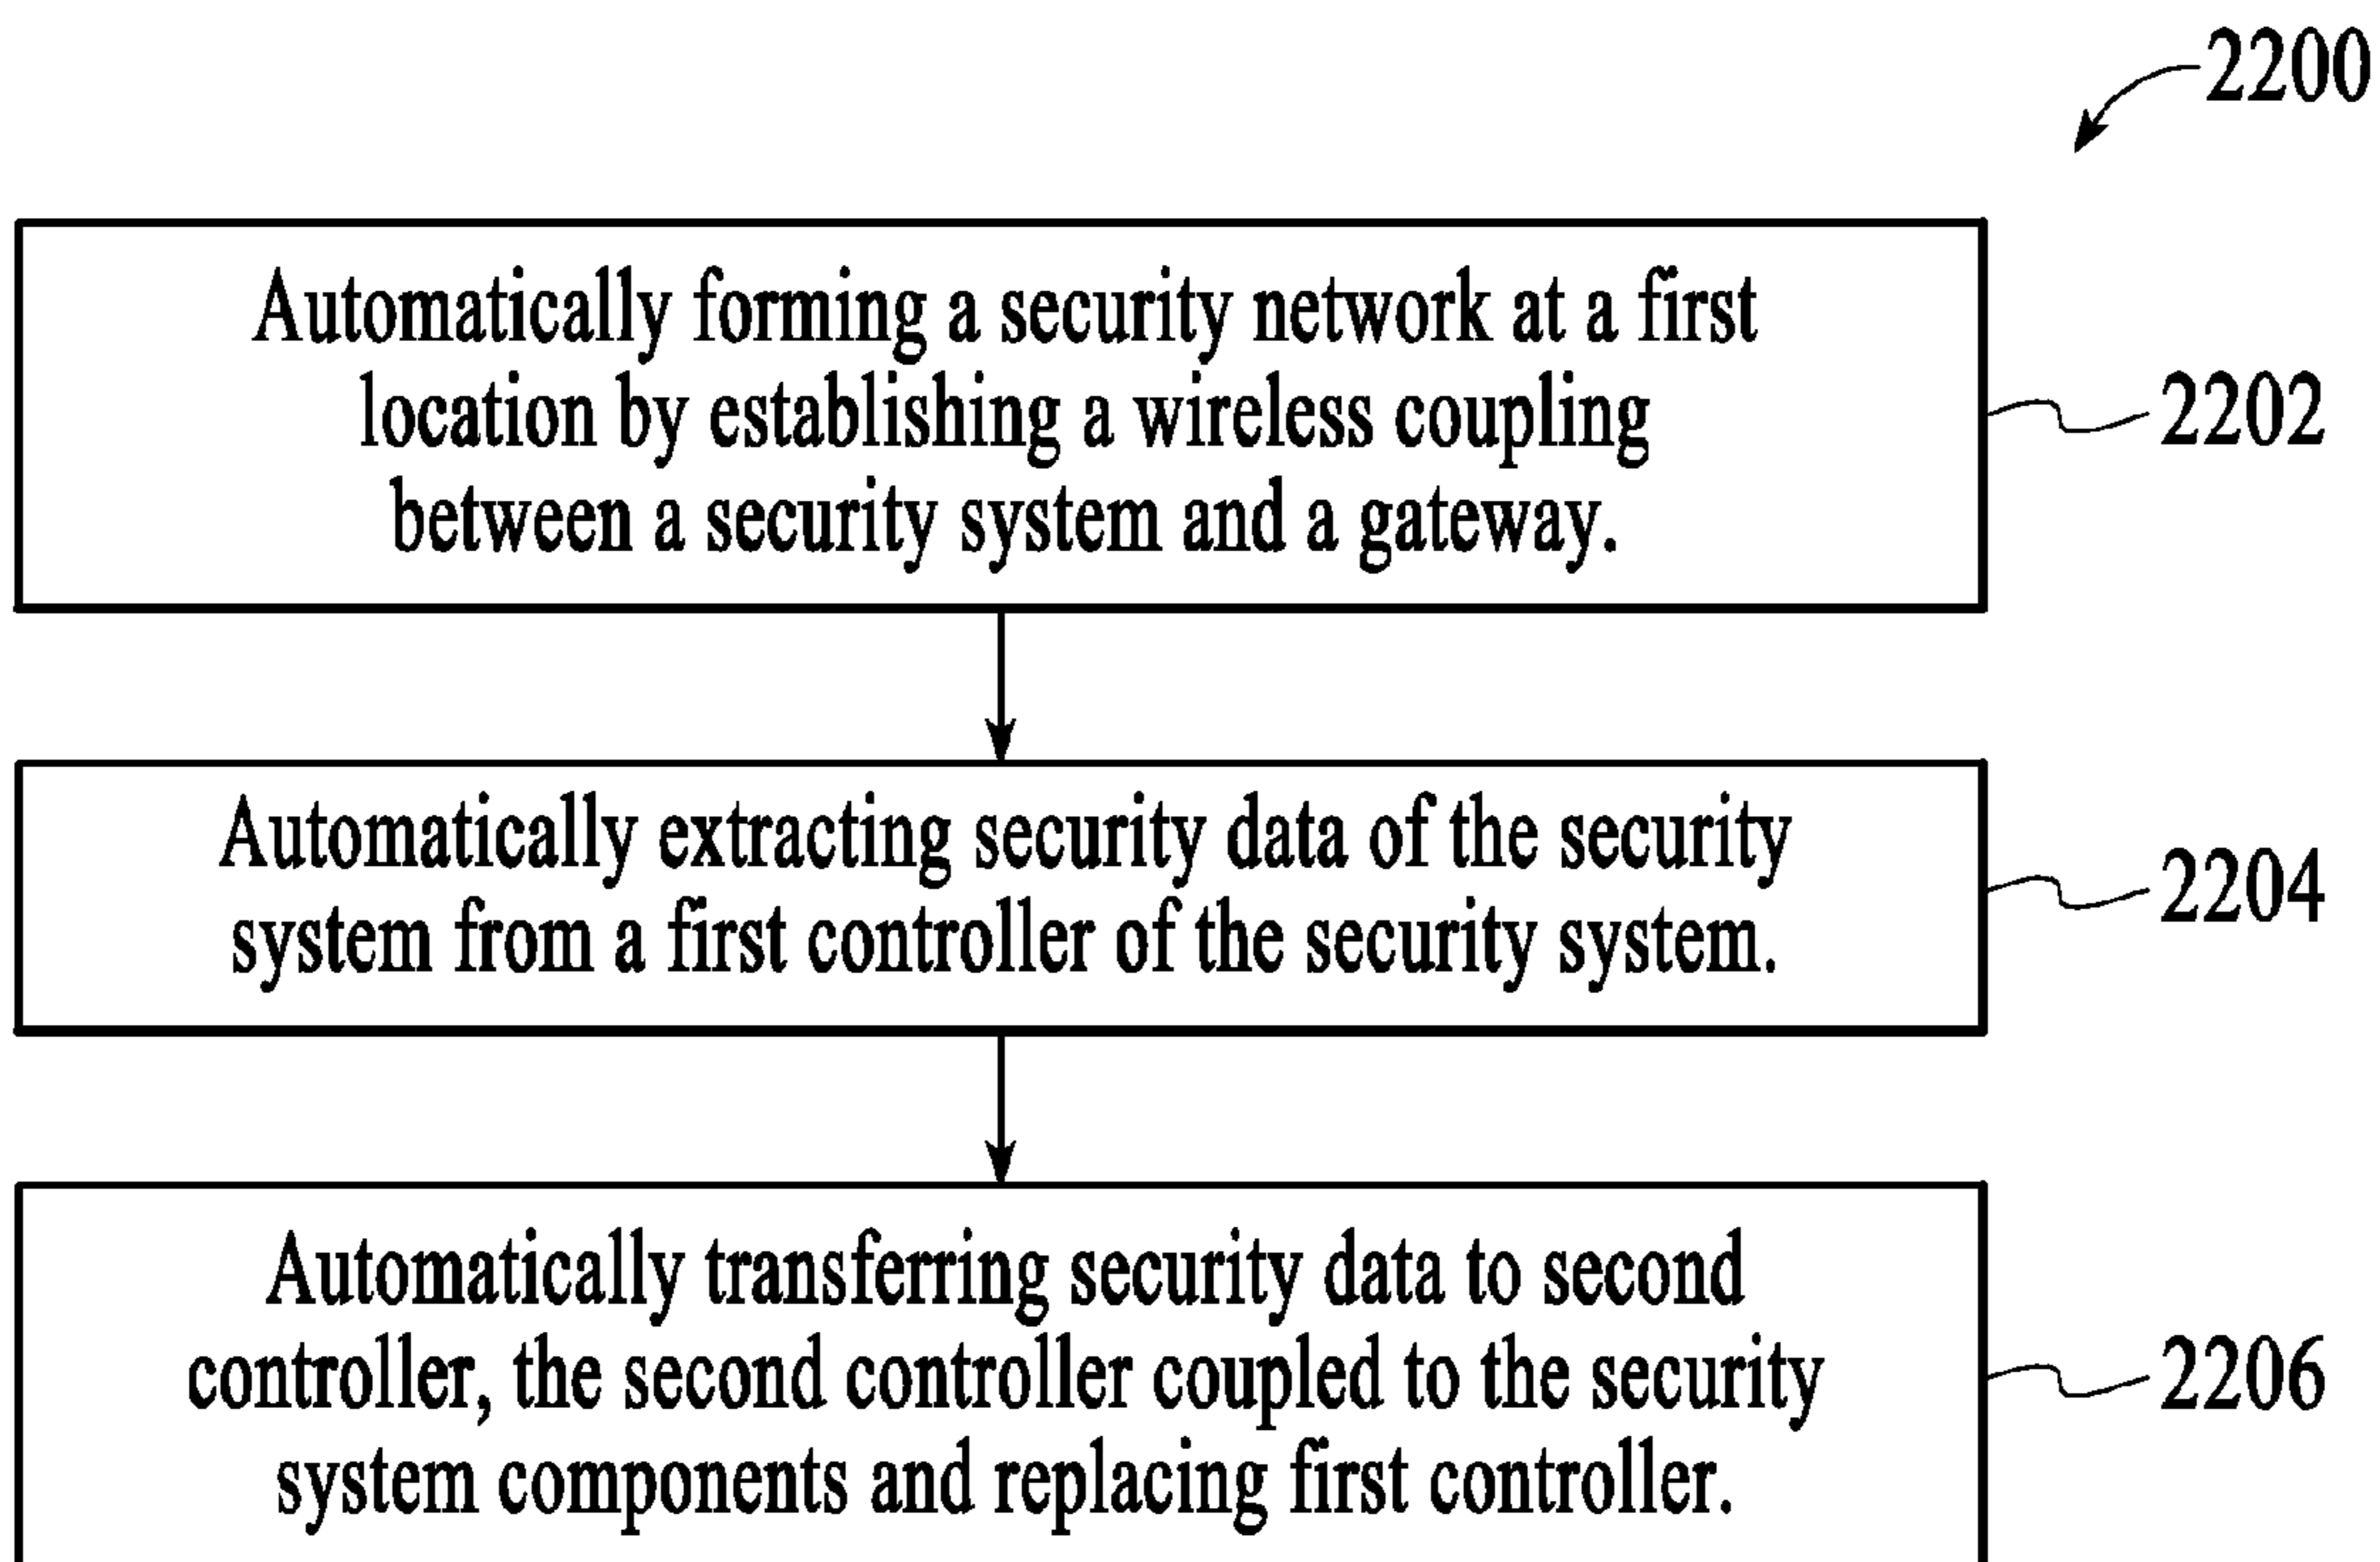 2200
Automatically forming a security network at a first
location by establishing a wireless coupling
between a security system and a gateway.
2202
Automatically extracting security data of the security
system from a first controller of the security system.
2204
Automatically transferring security data to second
controller, the second controller coupled to the security
system components and replacing first controller.
2206